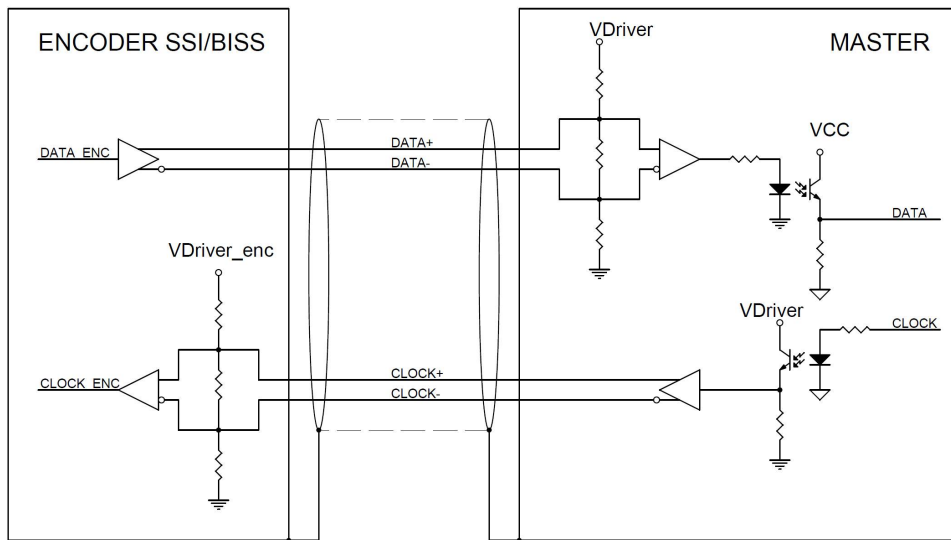 ENCODER SSI/BISS
VDriver
MASTER
DATA_ENC
DATA+
DATA-
VCC
DATA
VDriver_enc
VDriver
CLOCK
CLOCK_ENC
CLOCK+
CLOCK-